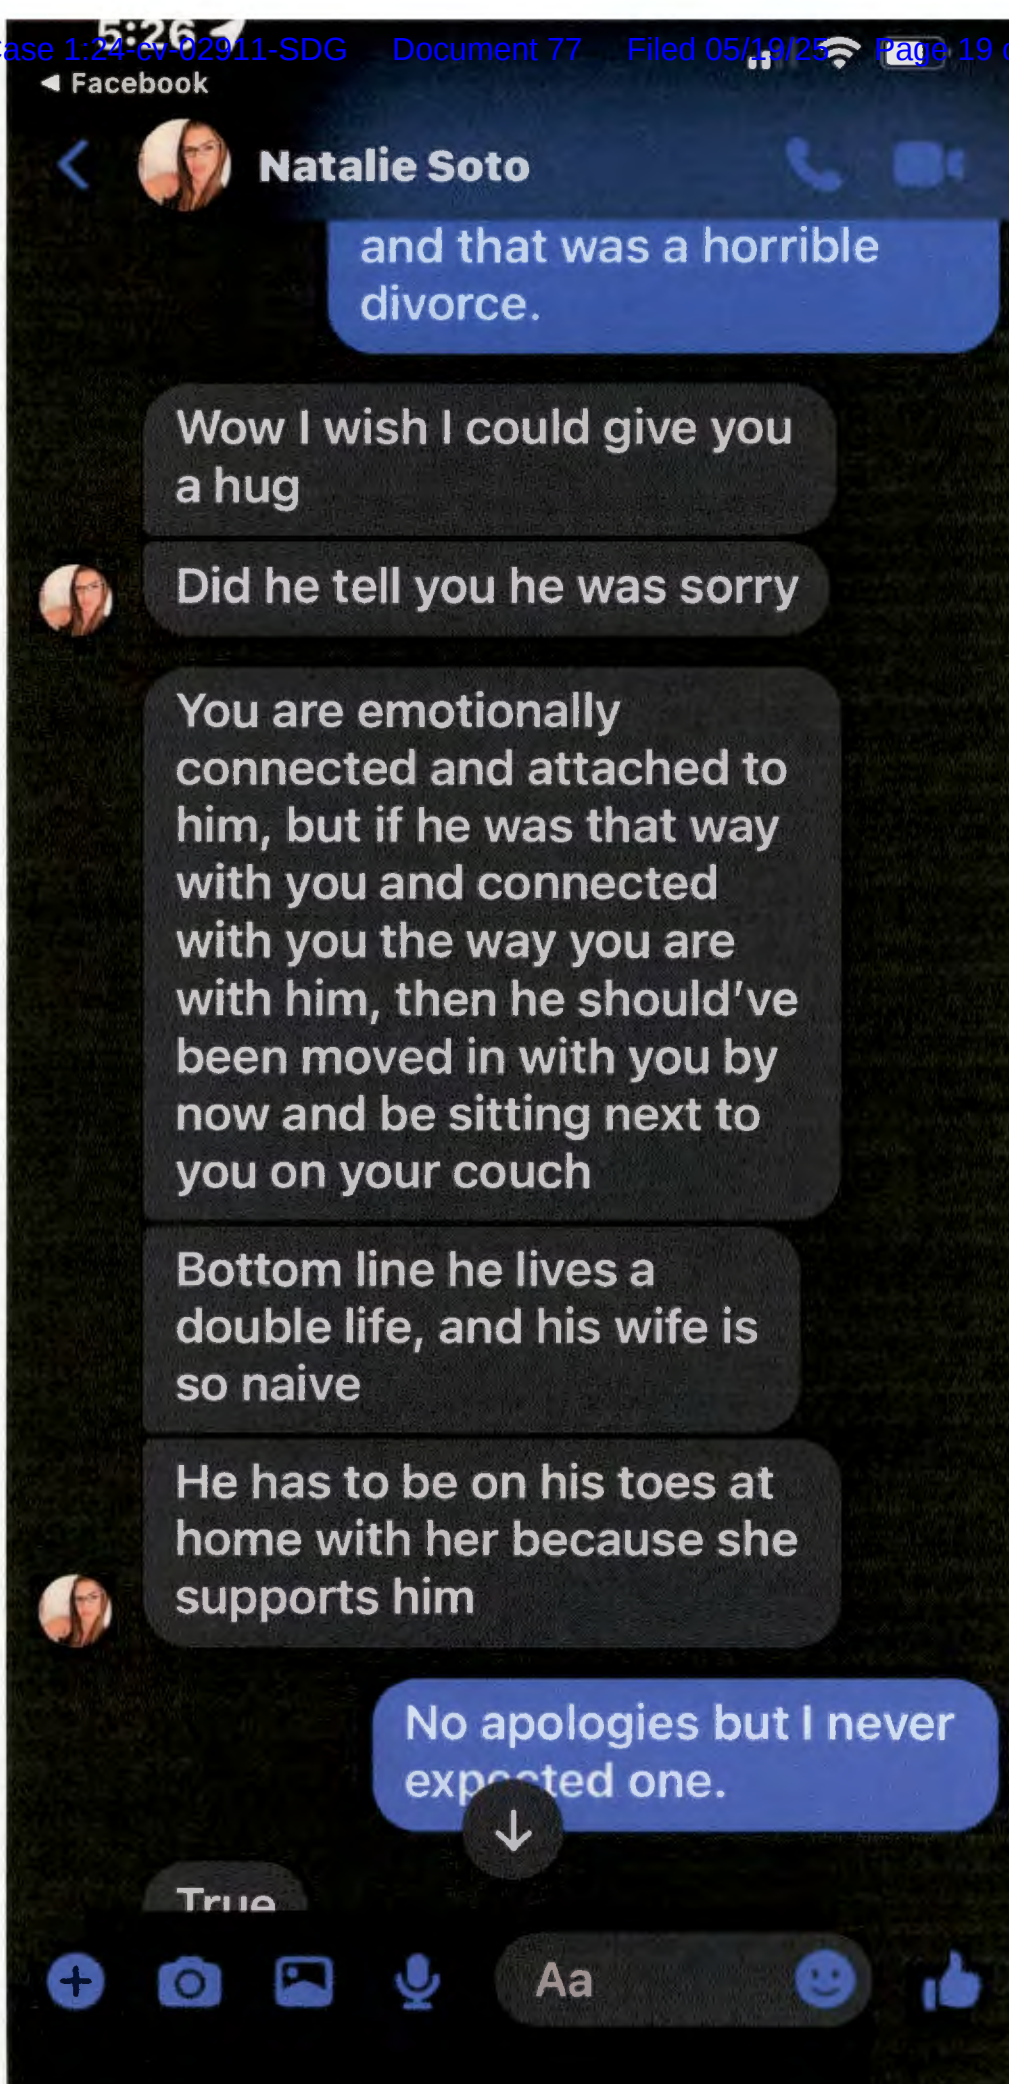 5:26
ase 1:24-cv-02911-SDG Document 77 Filed 05/19/25 Page 19 o
Facebook
Natalie Soto
and that was a horrible
divorce.
Wow I wish I could give you
a hug
Did he tell you he was sorry
You are emotionally
connected and attached to
him, but if he was that way
with you and connected
with you the way you are
with him, then he should've
been moved in with you by
now and be sitting next to
you on your couch
Bottom line he lives a
double life, and his wife is
so naive
He has to be on his toes at
home with her because she
supports him
No apologies but I never
expected one.
True
Aa